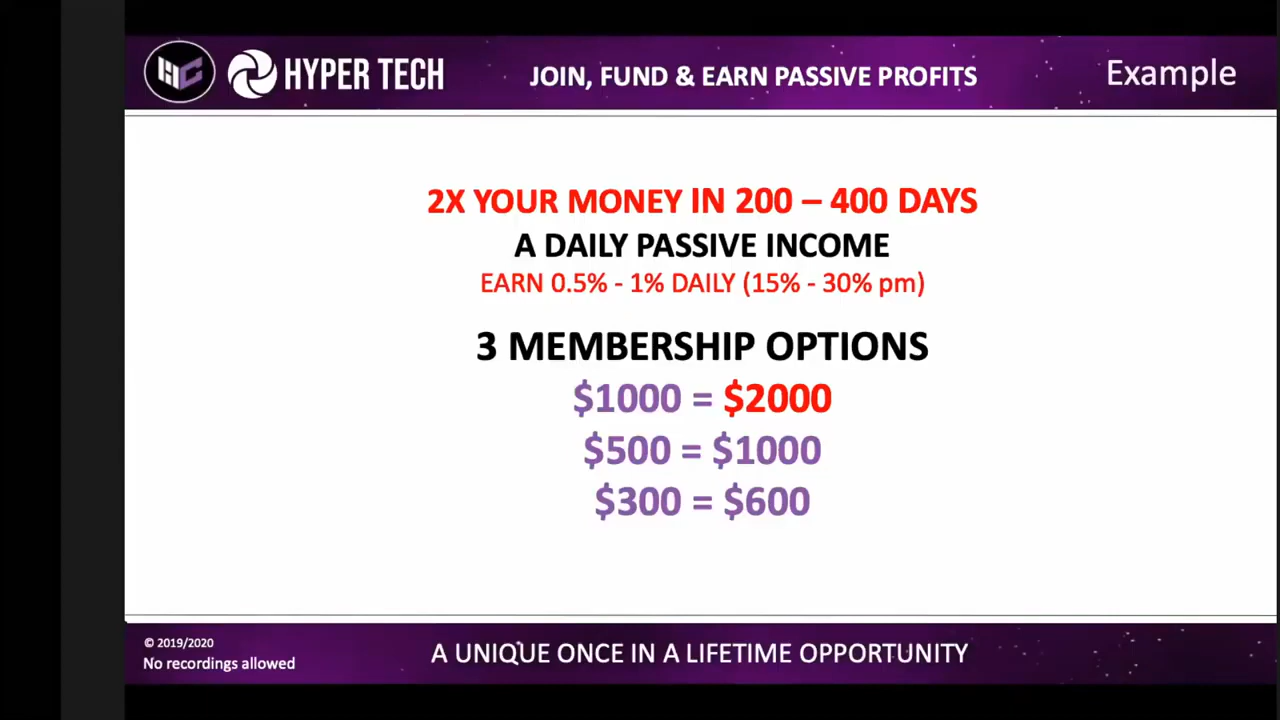 HC HYPER TECH JOIN, FUND & EARN PASSIVE PROFITS Example
2X YOUR MONEY IN 200 – 400 DAYS
A DAILY PASSIVE INCOME
EARN 0.5% - 1% DAILY (15% - 30% pm)
3 MEMBERSHIP OPTIONS
$1000 = $2000
$500 = $1000
$300 = $600
© 2019/2020
No recordings allowed
A UNIQUE ONCE IN A LIFETIME OPPORTUNITY